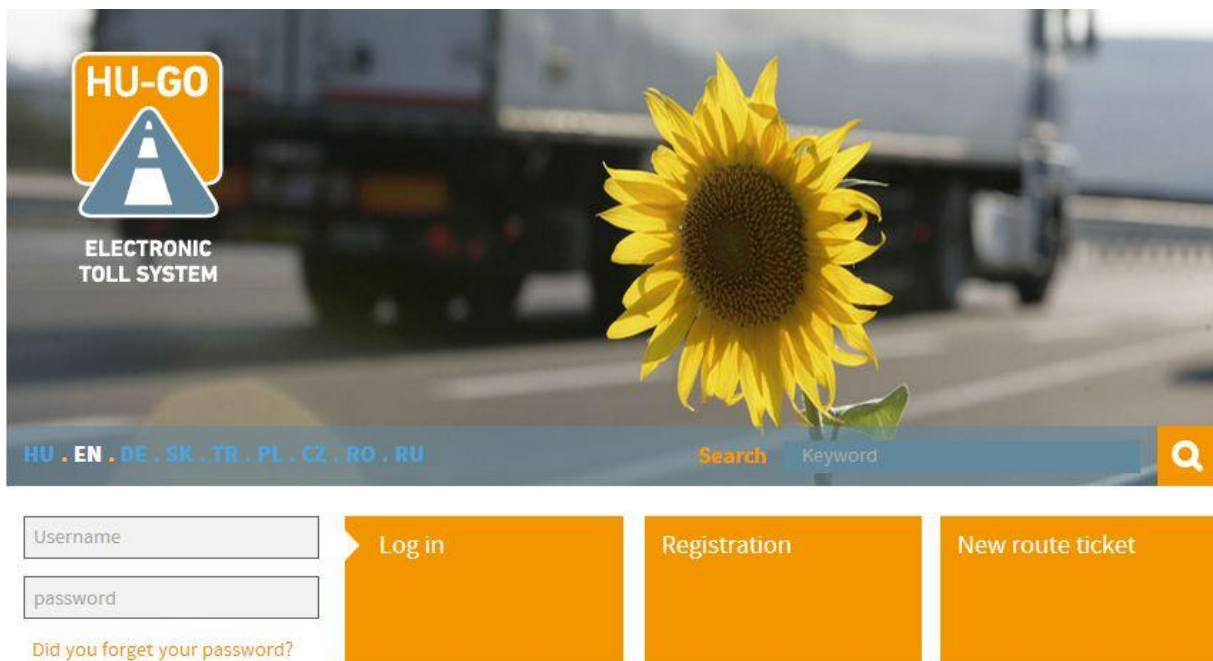 HU-GO
ELECTRONIC
TOLL SYSTEM
HU . EN . DE . SK . TR . PL . CZ . RO . RU
Search Keyword
Username
Log in
Registration
New route ticket
password
Did you forget your password?